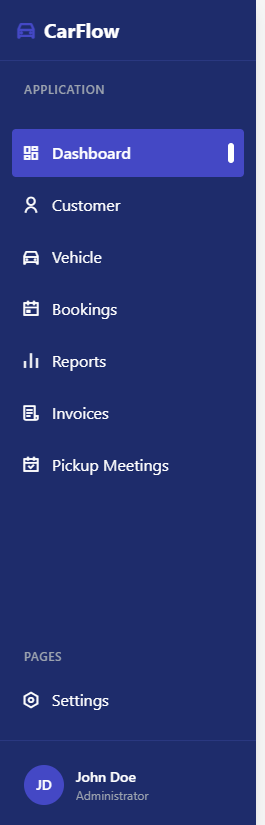 CarFlow
APPLICATION
Dashboard
Customer
Vehicle
Bookings
Reports
Invoices
Pickup Meetings
PAGES
Settings
JD
John Doe
Administrator